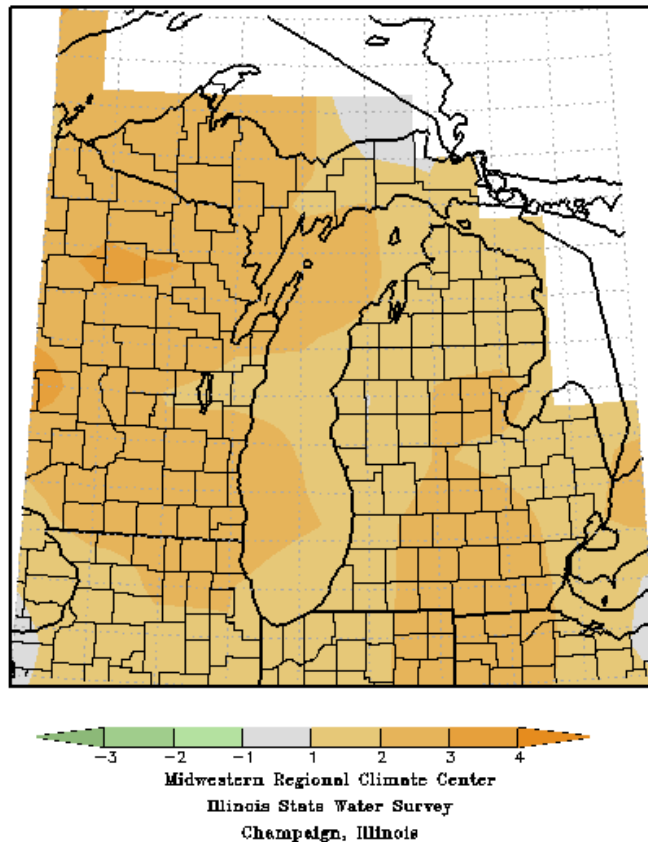 -3 -2 -1 1 2 3 4
Midwestern Regional Climate Center
Illinois State Water Survey
Champaign, Illinois